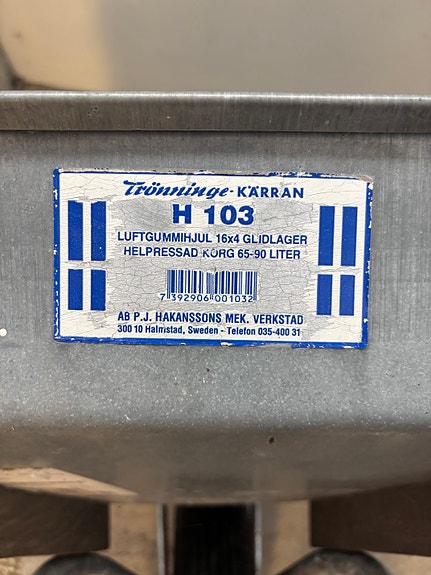 Trönninge-KÄRRAN
H 103
LUFTGUMMIHJUL 16x4 GLIDLAGER
HELPRESSAD KORG 65-90 LITER
7 392906 001032
AB P.J. HAKANSSONS MEK. VERKSTAD
300 10 Halmstad, Sweden - Telefon 035-400 31